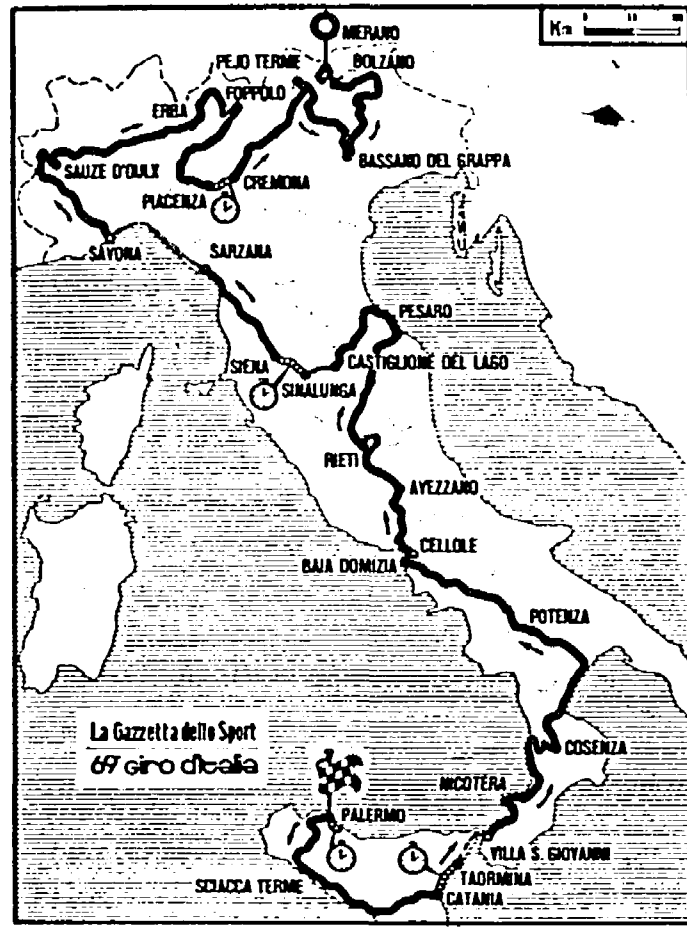 Km
MERANO
PEJO TERME
BOLZANO
FOPPOLO
ERBA
BASSANO DEL GRAPPA
SAUZE D'OULX
CREMONA
PIACENZA
SAVONA
SARZANA
PESARO
SIENA
CASTIGLIONE DEL LAGO
SINALUNGA
RIETI
AVEZZANO
CELLOLE
BAIA DOMIZIA
POTENZA
La Gazzetta dello Sport
69° Giro d'Italia
COSENZA
NICOTERA
PALERMO
VILLA S. GIOVANNI
TAORMINA
SCIACCA TERME
CATANIA